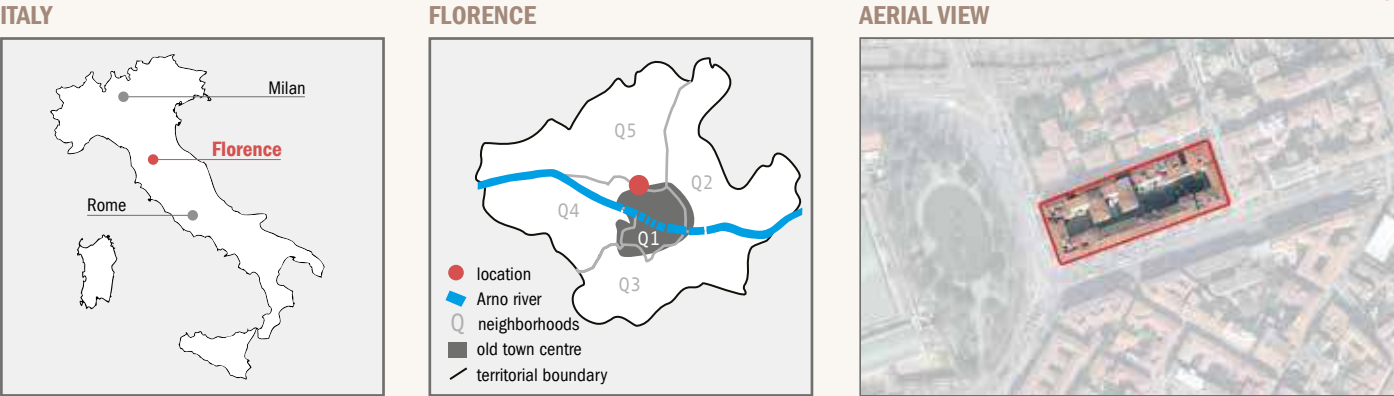 ITALY
Milan
Florence
Rome
FLORENCE
Q5
Q2
Q4
Q1
Q3
location
Arno river
Q neighborhoods
old town centre
territorial boundary
AERIAL VIEW